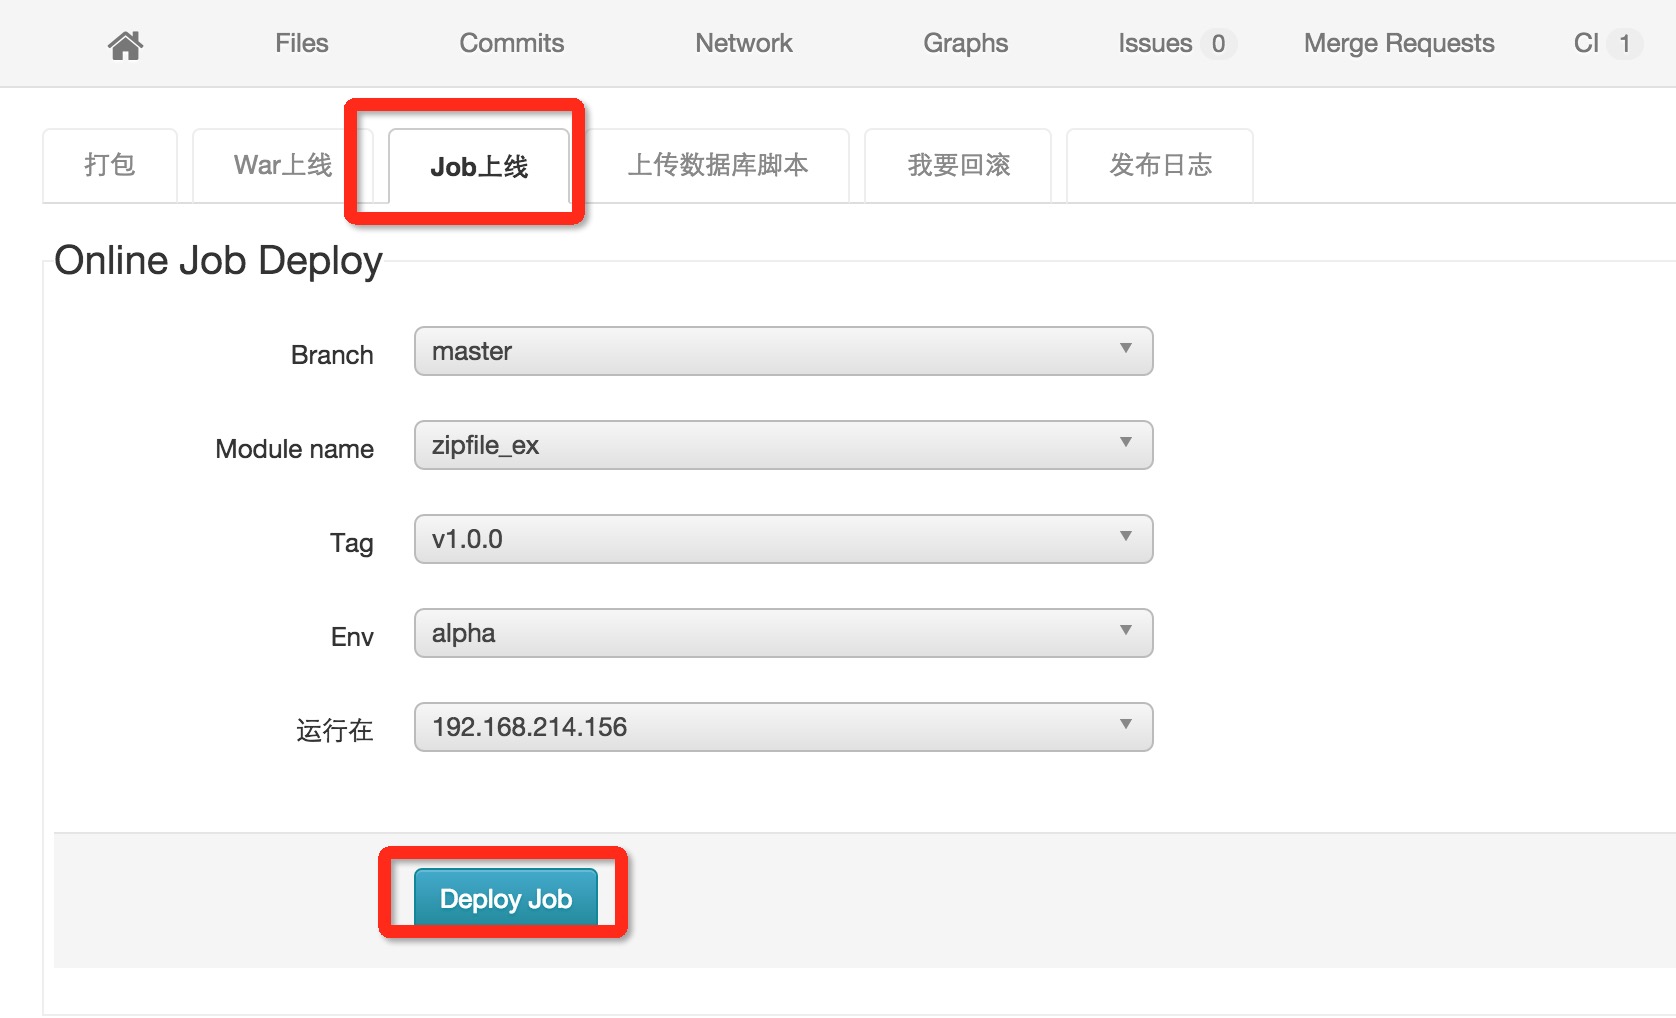 Files Commits Network Graphs Issues 0 Merge Requests CI 1
打包 War上线 Job上线 上传数据库脚本 我要回滚 发布日志
Online Job Deploy
Branch master
Module name zipfile_ex
Tag v1.0.0
Env alpha
运行在 192.168.214.156
Deploy Job